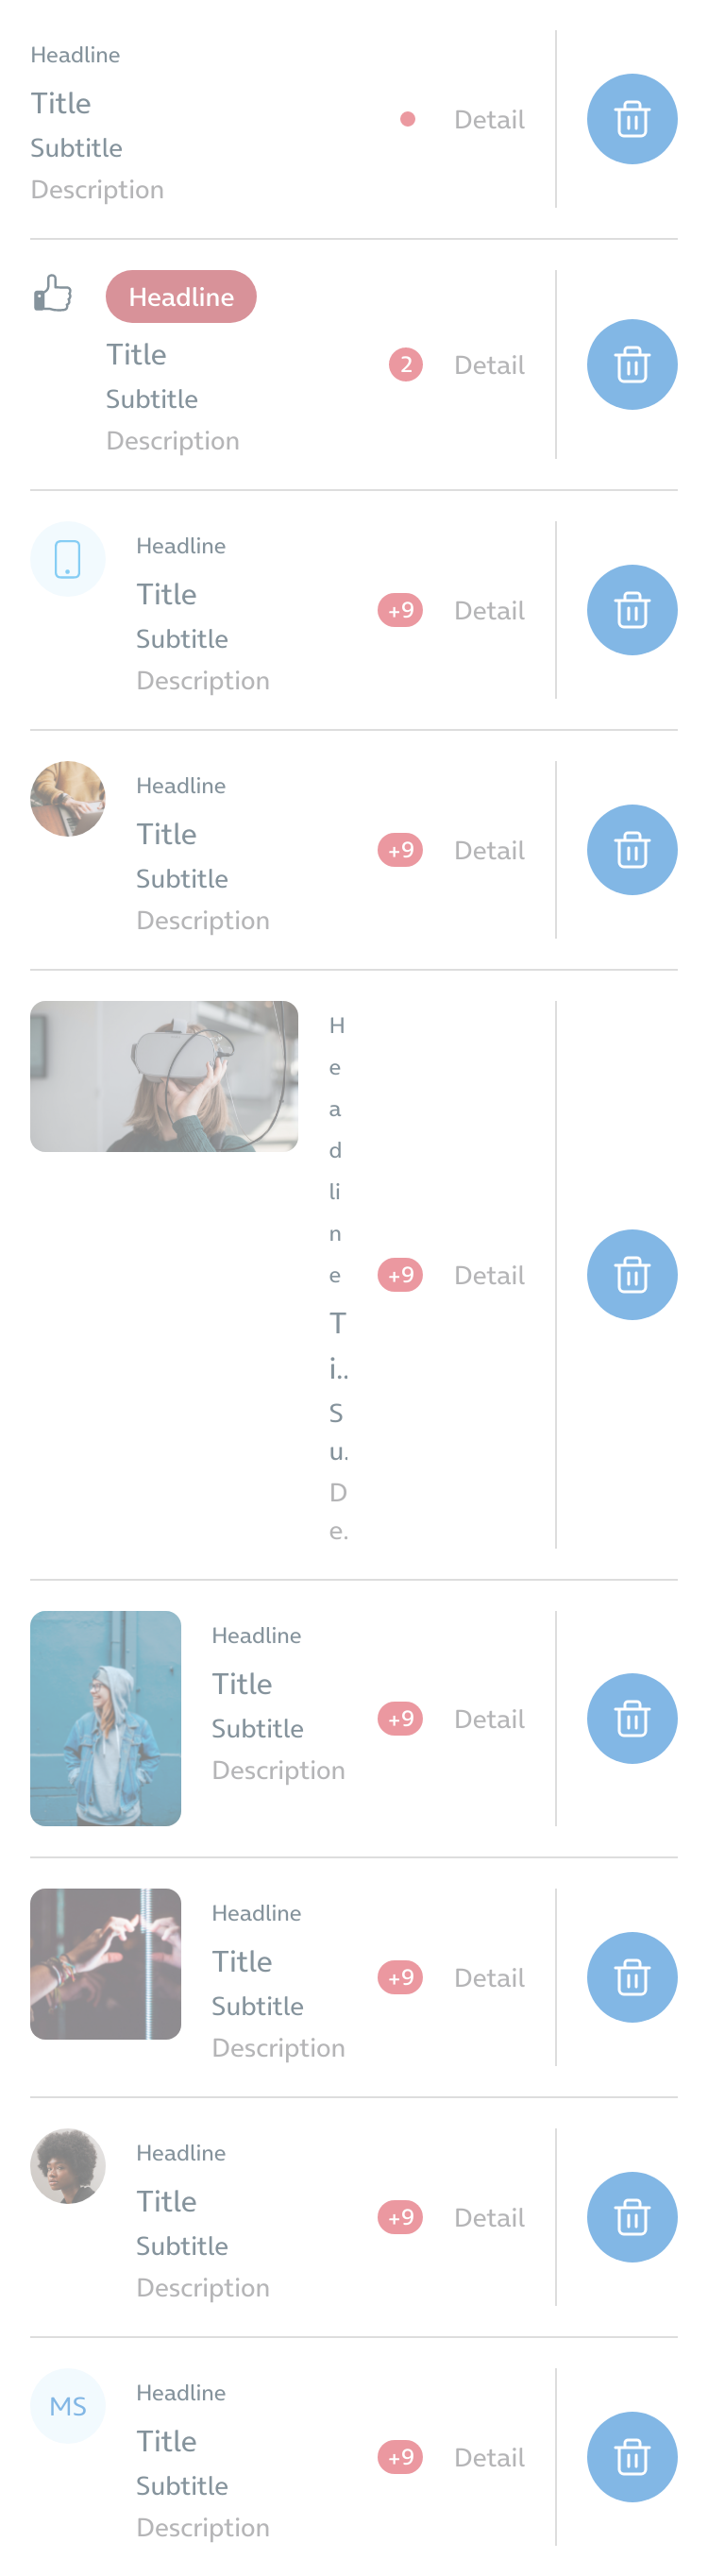 Headline
Title
Subtitle
Description
Detail
Headline
Title
Subtitle
Description
2
Detail
Headline
Title
Subtitle
Description
+9
Detail
Headline
Title
Subtitle
Description
+9
Detail
H
e
a
d
li
n
e
T
i..
S
u.
D
e.
+9
Detail
Headline
Title
Subtitle
Description
+9
Detail
Headline
Title
Subtitle
Description
+9
Detail
Headline
Title
Subtitle
Description
+9
Detail
MS
Headline
Title
Subtitle
Description
+9
Detail